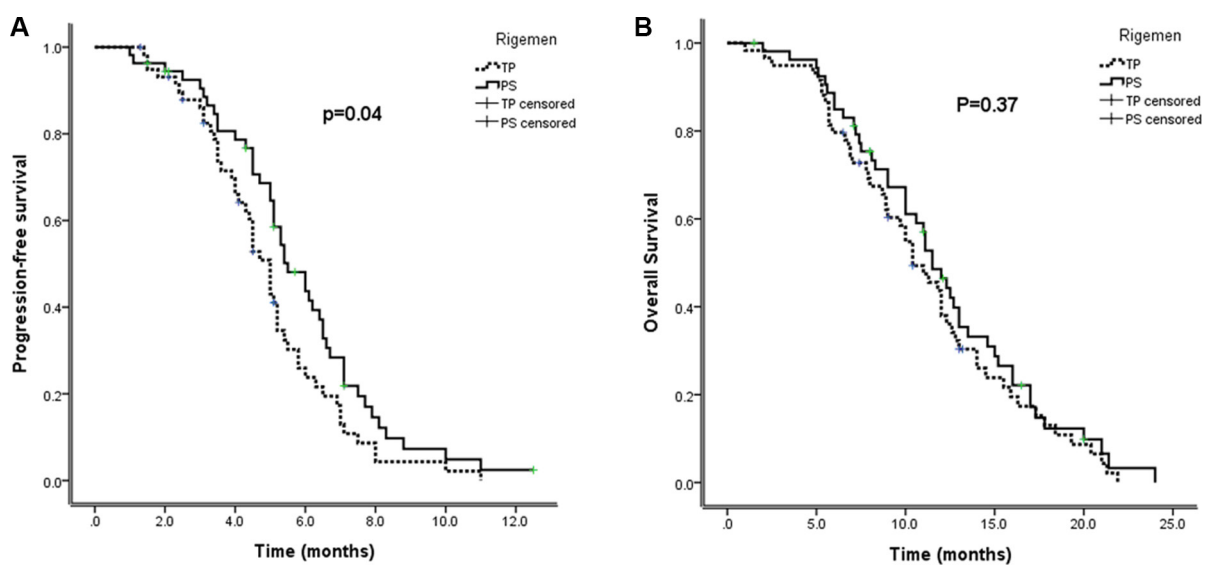 A
Rigemen
TP
PS
TP censored
PS censored
p=0.04
Progression-free survival
1.0
0.8
0.6
0.4
0.2
0.0
.0 2.0 4.0 6.0 8.0 10.0 12.0
Time (months)
B
Rigemen
TP
PS
TP censored
PS censored
P=0.37
Overall Survival
1.0
0.8
0.6
0.4
0.2
0.0
.0 5.0 10.0 15.0 20.0 25.0
Time (months)